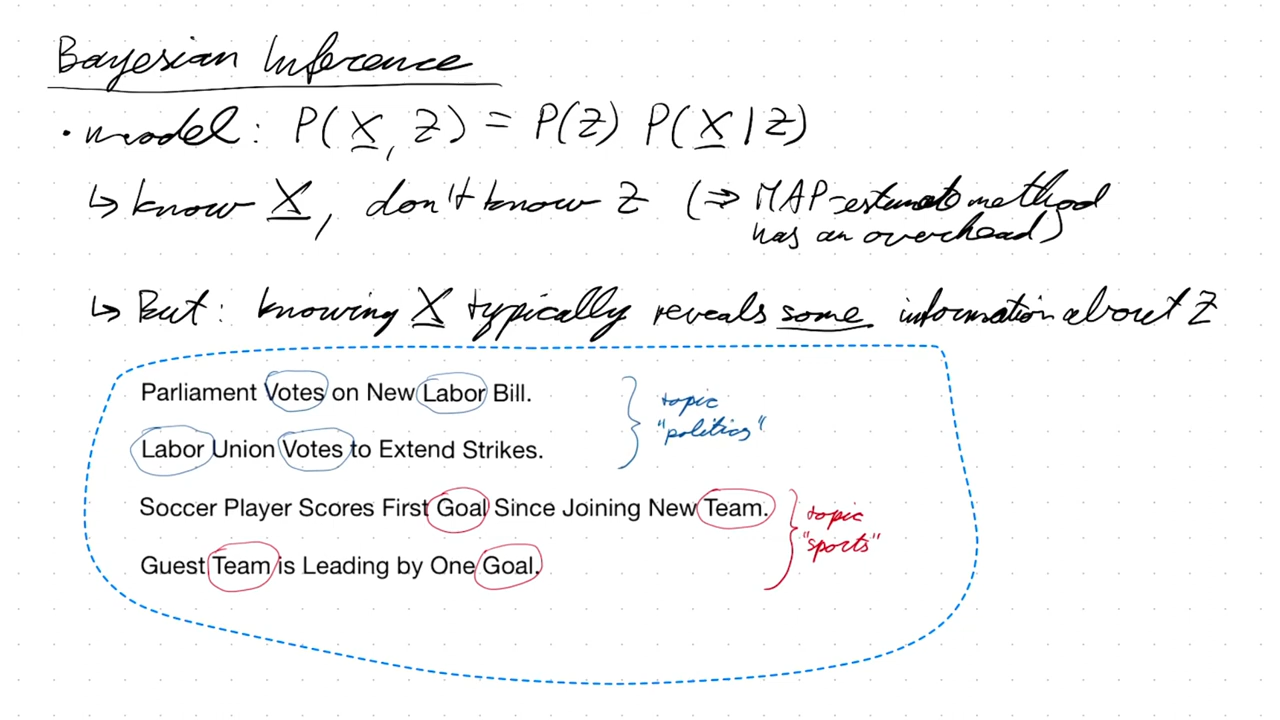 Bayesian Inference
• model: P(X, Z) = P(Z) P(X|Z)
↳ know X, don't know Z (⇒ MAP-estimate method
has an overhead)
↳ But: knowing X typically reveals some information about Z
Parliament Votes on New Labor Bill.
Labor Union Votes to Extend Strikes.
topic
"politics"
Soccer Player Scores First Goal Since Joining New Team.
Guest Team is Leading by One Goal.
topic
"sports"